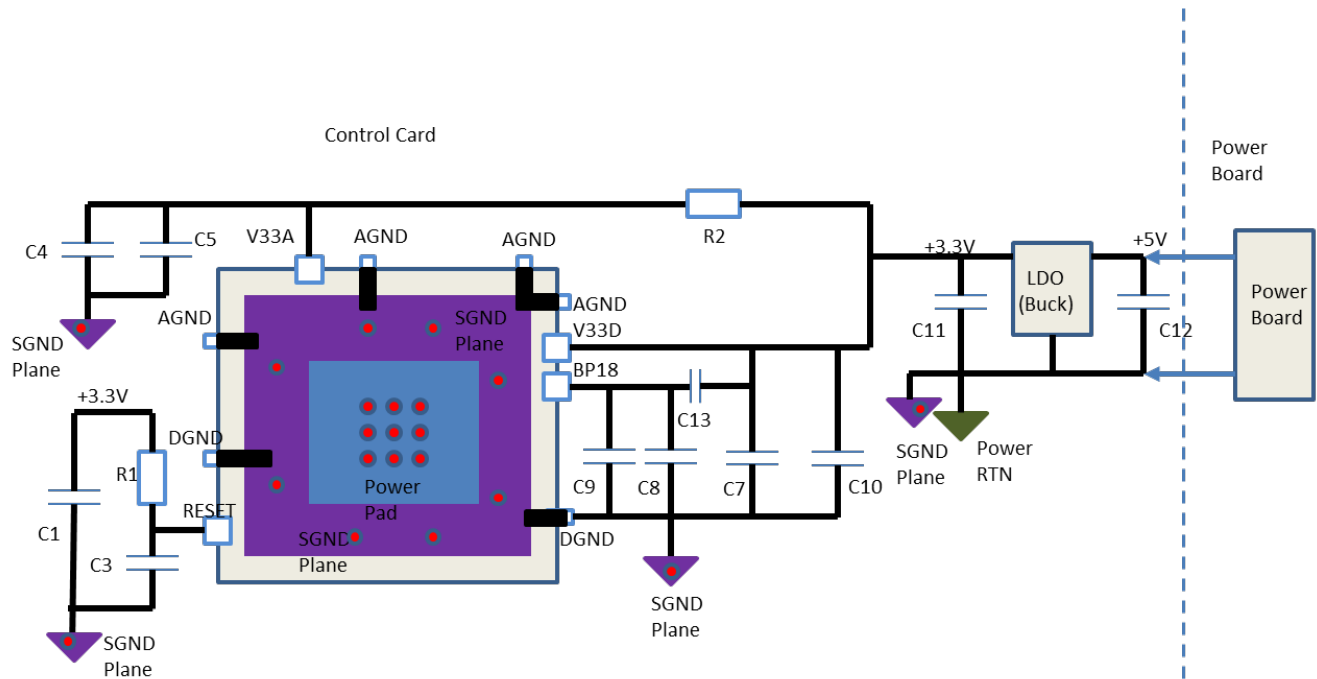 Control Card
Power
Board
R2
C4
C5
V33A
AGND
AGND
+3.3V
+5V
LDO
(Buck)
Power
Board
AGND
AGND
SGND
Plane
V33D
C11
C12
SGND
Plane
BP18
+3.3V
C13
DGND
SGND
Plane
Power
RTN
R1
Power
Pad
C9
C8
C7
C10
C1
RESET
SGND
Plane
DGND
C3
SGND
Plane
SGND
Plane